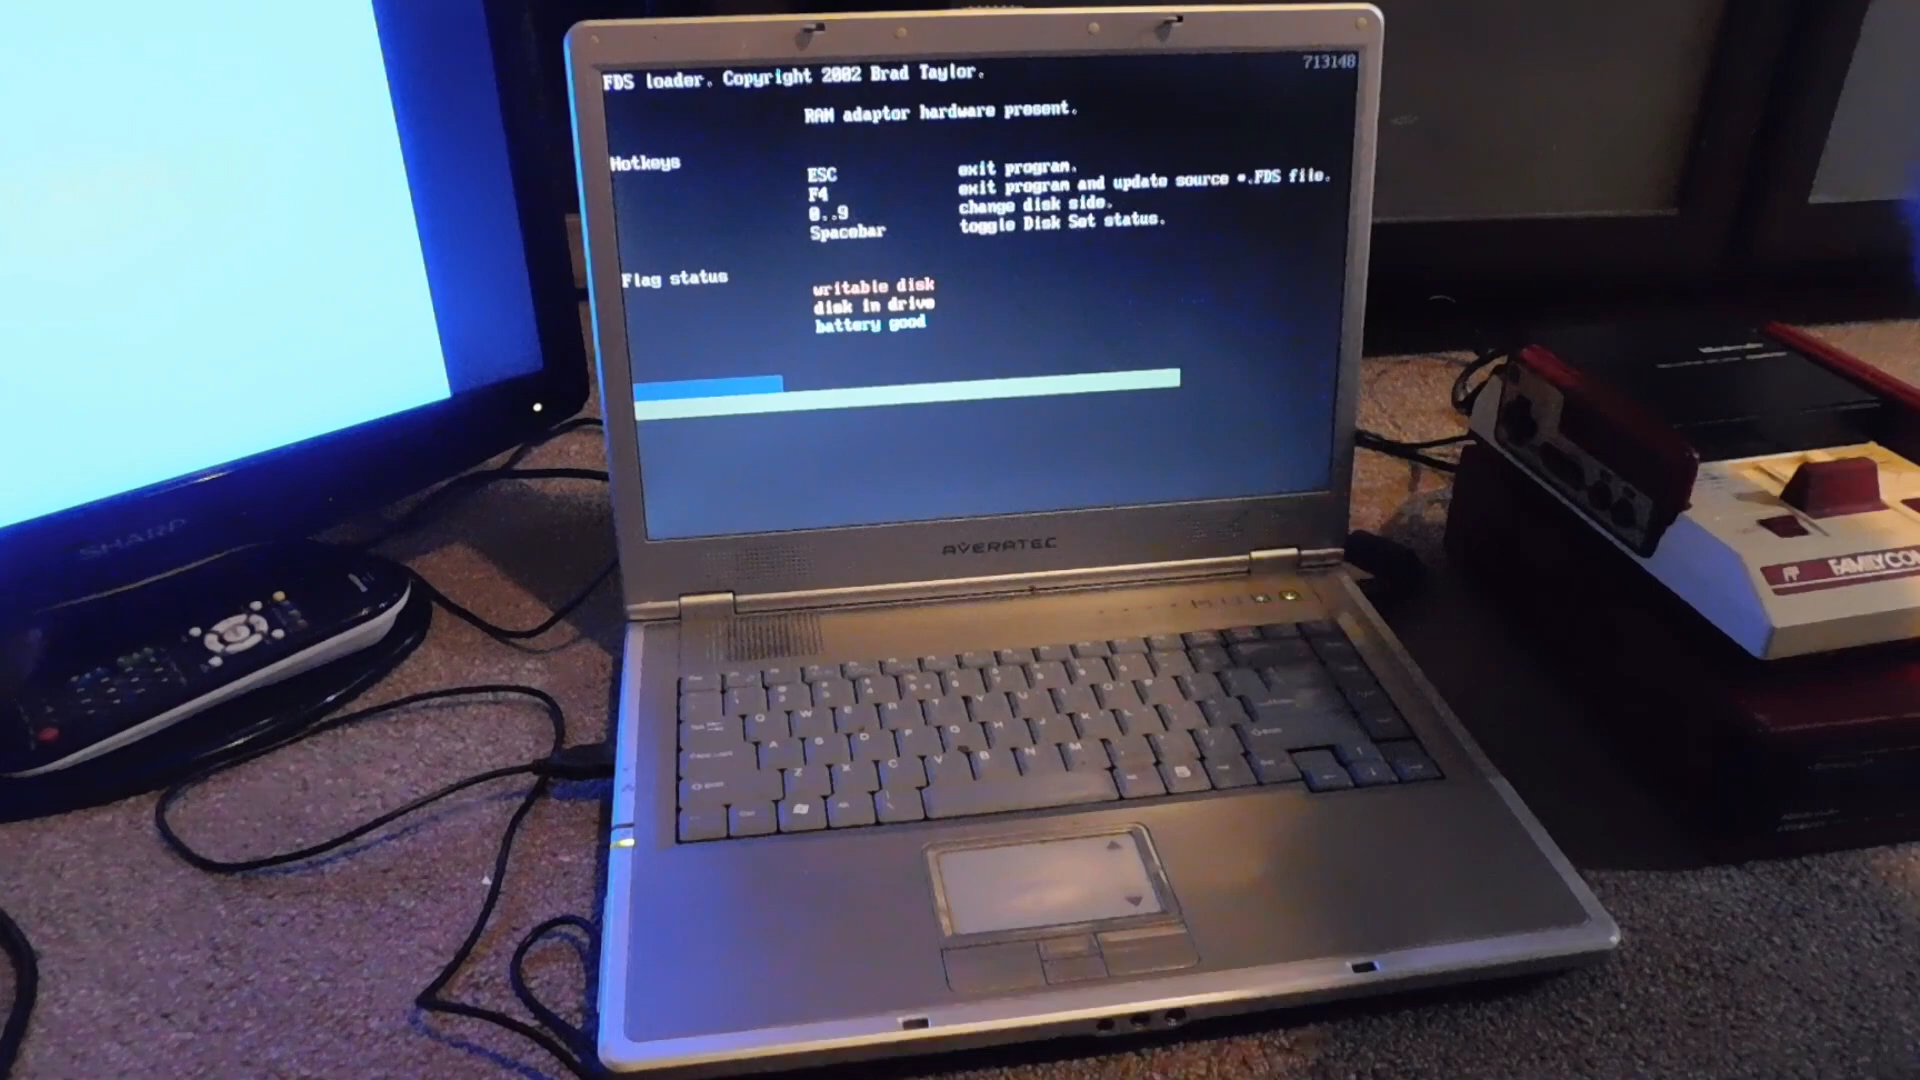 FDS loader. Copyright 2002 Brad Taylor.
713148
RAM adaptor hardware present.
Hotkeys
ESC exit program.
F4 exit program and update source *.FDS file.
0..9 change disk side.
Spacebar toggle Disk Set status.
Flag status
writable disk
disk in drive
battery good
SHARP
AVERATEC
FAMILY CO